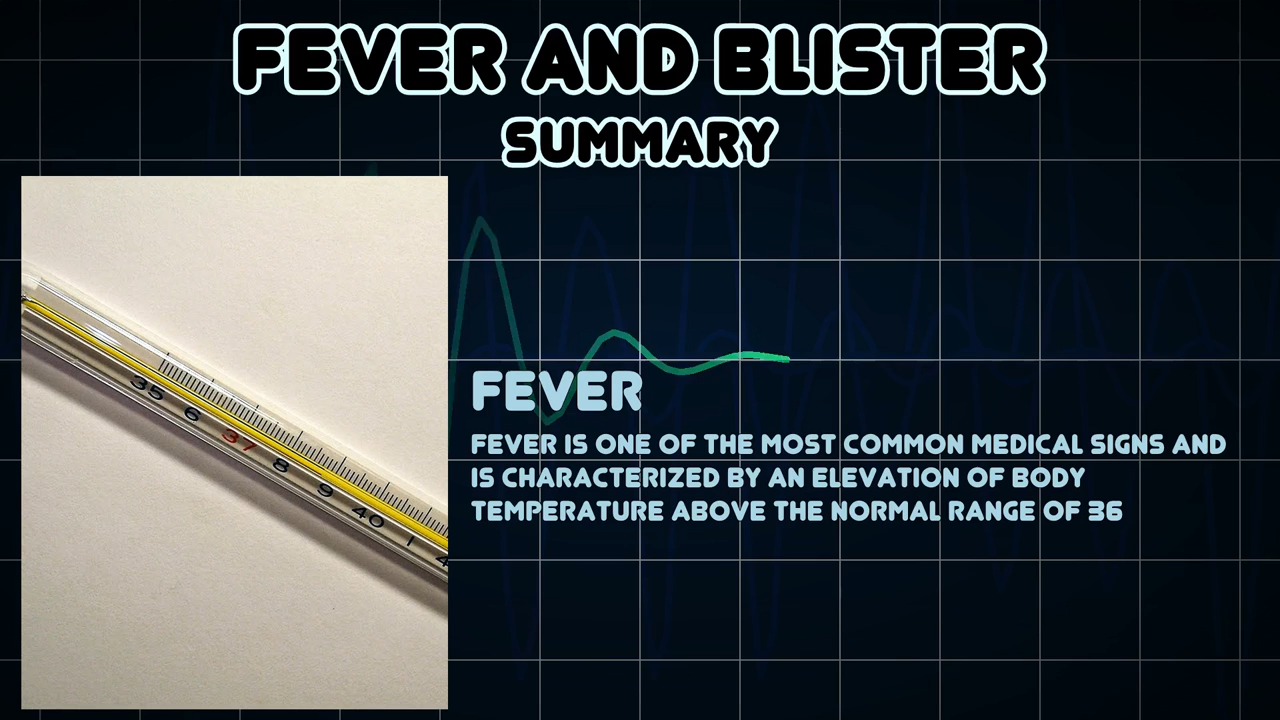 FEVER AND BLISTER
SUMMARY
35 6 37 8 9 40 1
FEVER
FEVER IS ONE OF THE MOST COMMON MEDICAL SIGNS AND
IS CHARACTERIZED BY AN ELEVATION OF BODY
TEMPERATURE ABOVE THE NORMAL RANGE OF 36